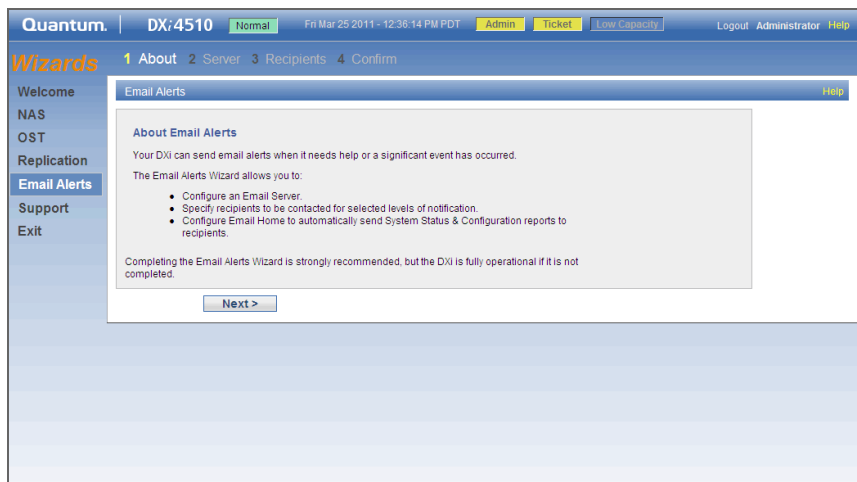 Quantum. DXi4510 Normal Fri Mar 25 2011 - 12:36:14 PM PDT Admin Ticket Low Capacity Logout Administrator Help
Wizards
1 About 2 Server 3 Recipients 4 Confirm
Welcome
NAS
OST
Replication
Email Alerts
Support
Exit
Email Alerts Help
About Email Alerts
Your DXi can send email alerts when it needs help or a significant event has occurred.
The Email Alerts Wizard allows you to:
• Configure an Email Server.
• Specify recipients to be contacted for selected levels of notification.
• Configure Email Home to automatically send System Status & Configuration reports to
recipients.
Completing the Email Alerts Wizard is strongly recommended, but the DXi is fully operational if it is not
completed.
Next >